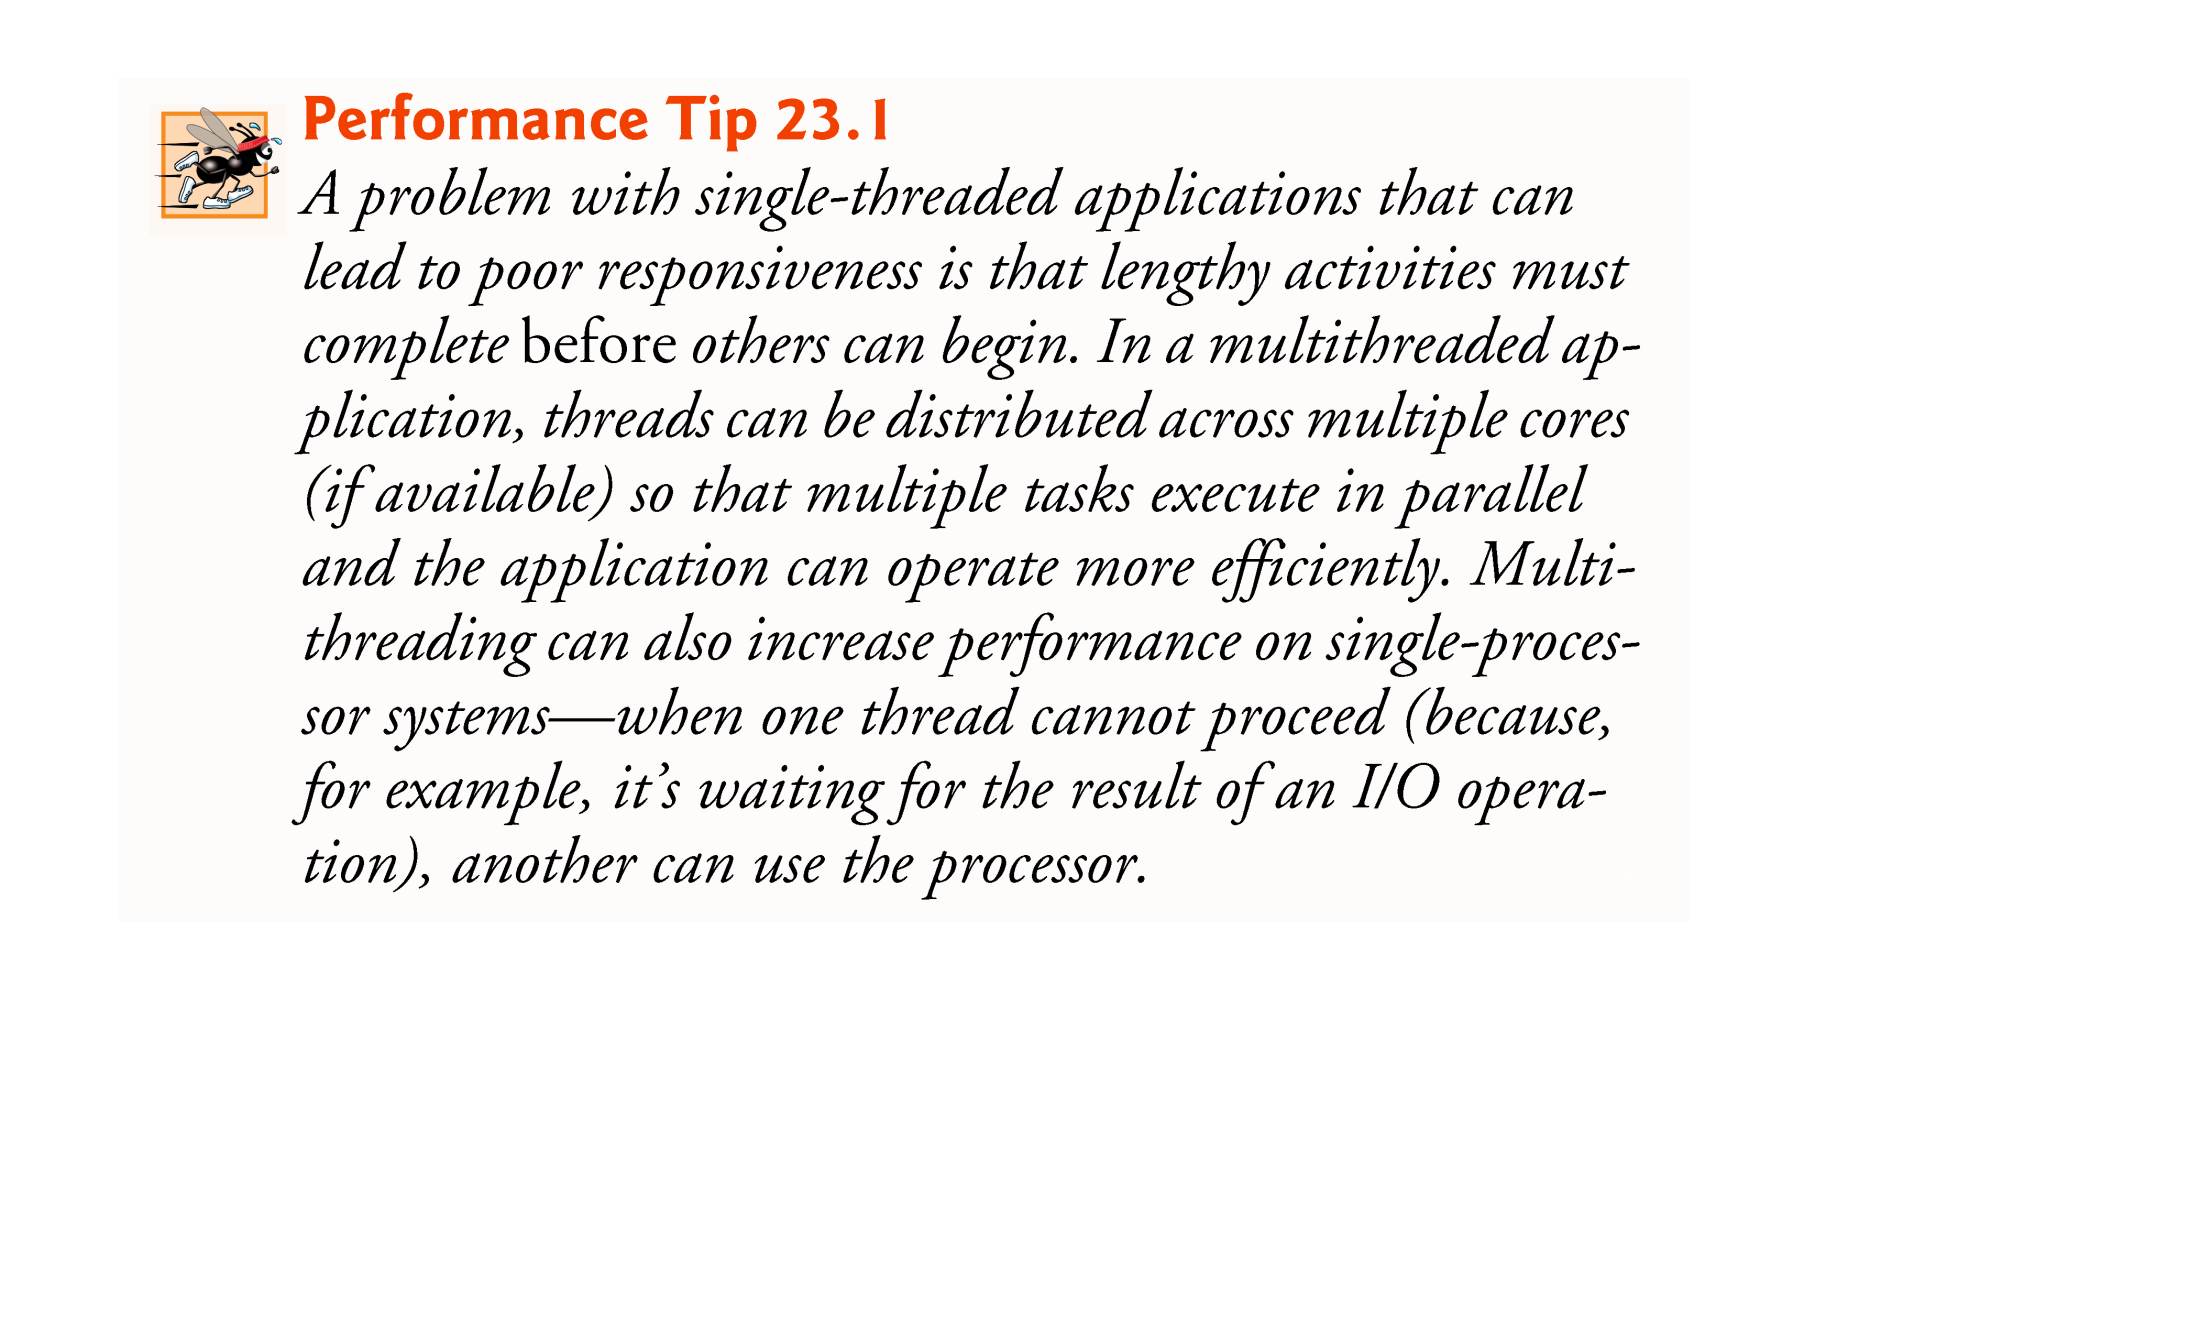 Performance Tip 23.1
A problem with single-threaded applications that can
lead to poor responsiveness is that lengthy activities must
complete before others can begin. In a multithreaded ap-
plication, threads can be distributed across multiple cores
(if available) so that multiple tasks execute in parallel
and the application can operate more efficiently. Multi-
threading can also increase performance on single-proces-
sor systems—when one thread cannot proceed (because,
for example, it’s waiting for the result of an I/O opera-
tion), another can use the processor.